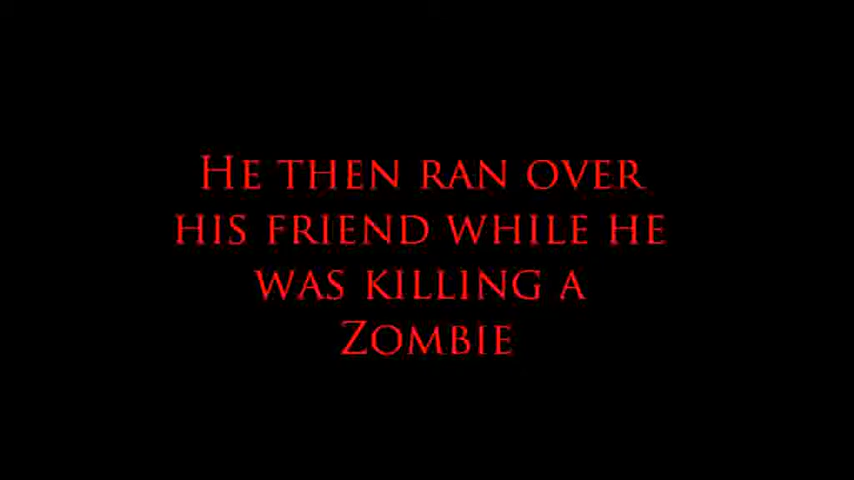 He then ran over
his friend while he
was killing a
Zombie